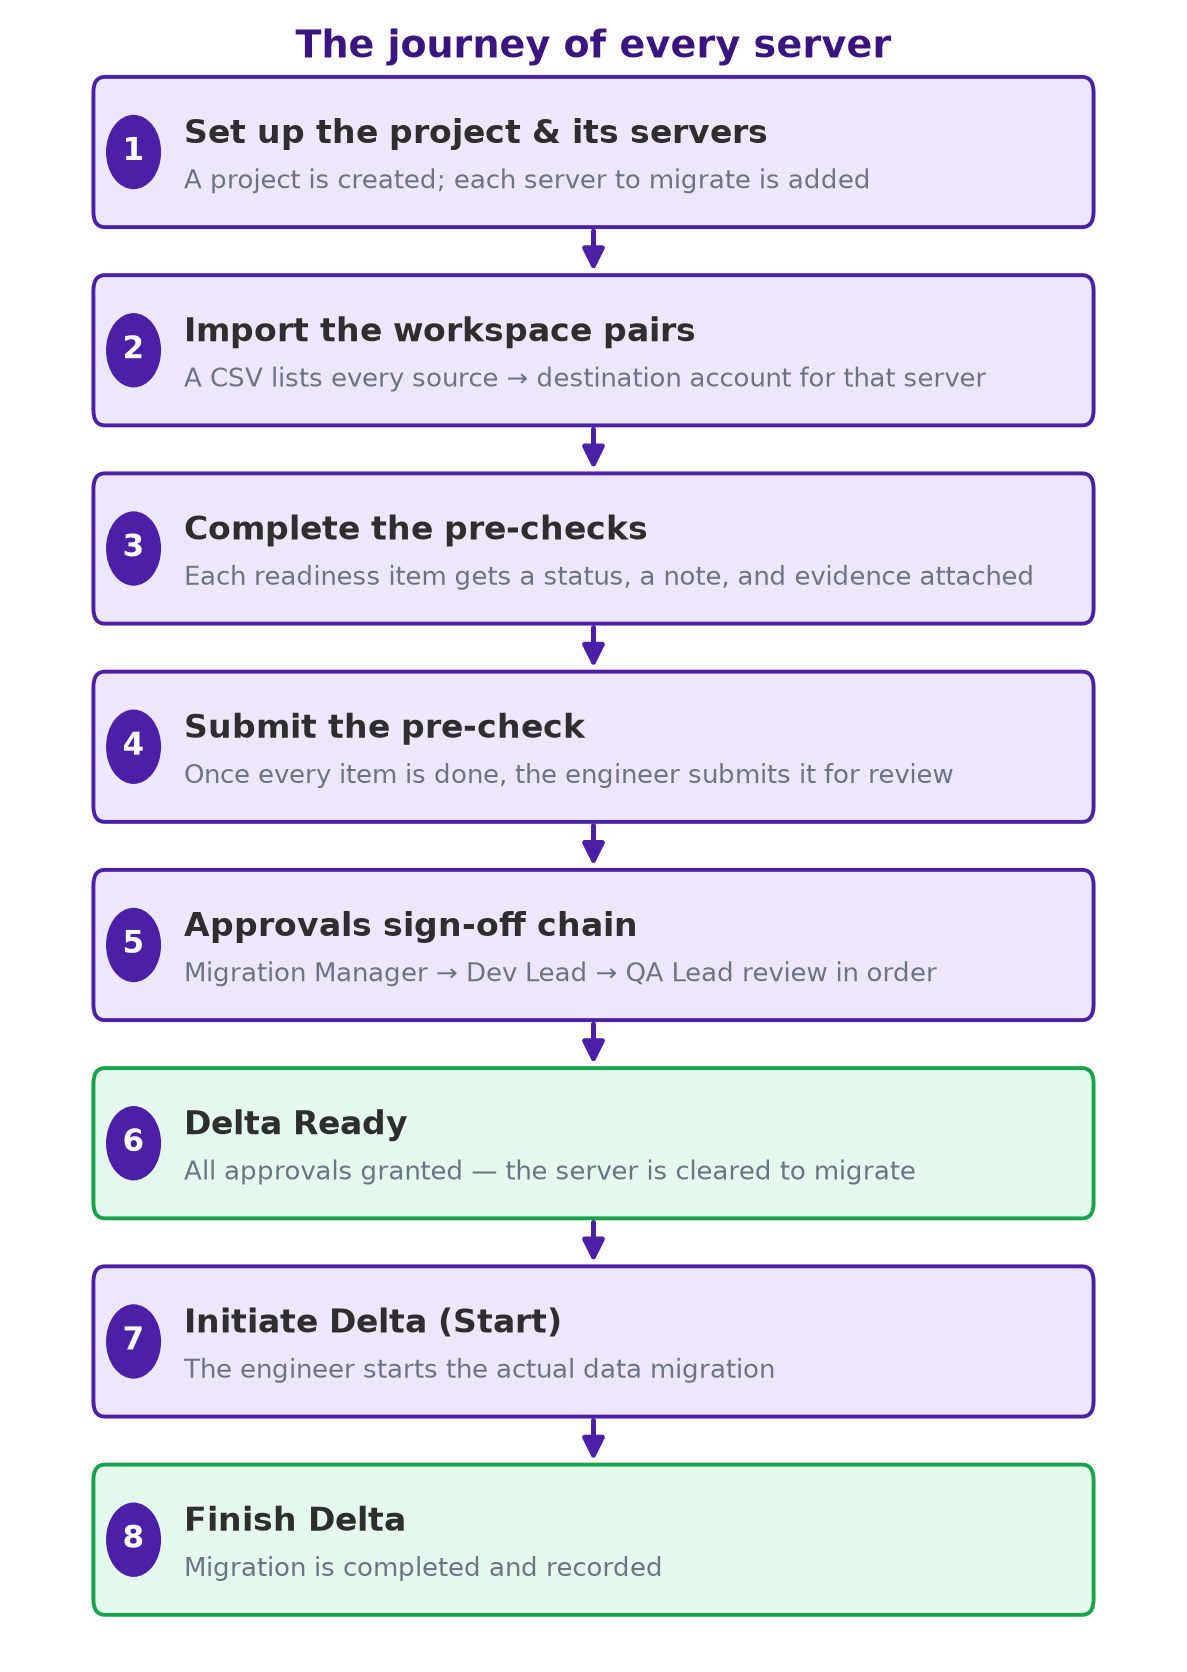 The journey of every server
1
Set up the project & its servers
A project is created; each server to migrate is added
2
Import the workspace pairs
A CSV lists every source → destination account for that server
3
Complete the pre-checks
Each readiness item gets a status, a note, and evidence attached
4
Submit the pre-check
Once every item is done, the engineer submits it for review
5
Approvals sign-off chain
Migration Manager → Dev Lead → QA Lead review in order
6
Delta Ready
All approvals granted — the server is cleared to migrate
7
Initiate Delta (Start)
The engineer starts the actual data migration
8
Finish Delta
Migration is completed and recorded